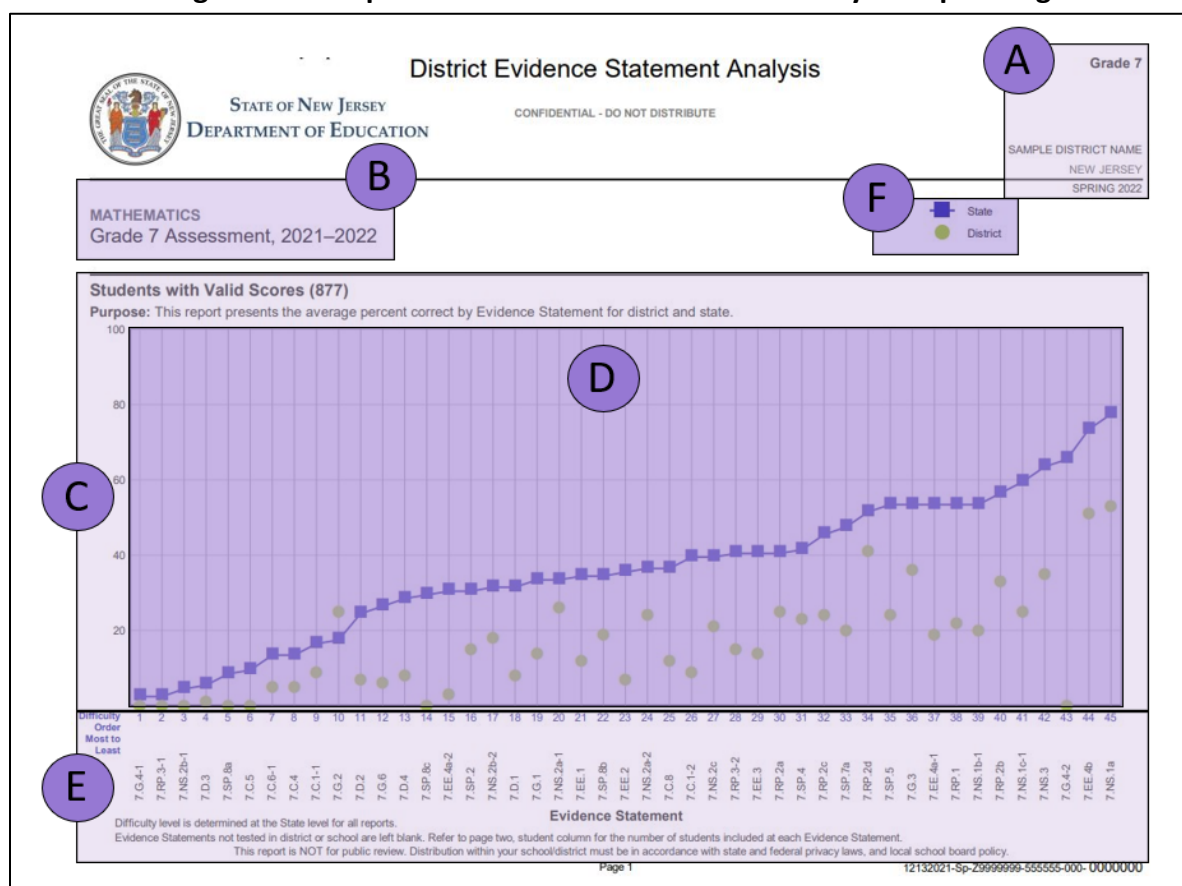 District Evidence Statement Analysis
CONFIDENTIAL - DO NOT DISTRIBUTE
STATE OF NEW JERSEY
DEPARTMENT OF EDUCATION
A
Grade 7
SAMPLE DISTRICT NAME
NEW JERSEY
SPRING 2022
B
MATHEMATICS
Grade 7 Assessment, 2021–2022
F
State
District
Students with Valid Scores (877)
Purpose: This report presents the average percent correct by Evidence Statement for district and state.
100
D
80
C
60
40
20
Difficulty Order Most to Least
1 2 3 4 5 6 7 8 9 10 11 12 13 14 15 16 17 18 19 20 21 22 23 24 25 26 27 28 29 30 31 32 33 34 35 36 37 38 39 40 41 42 43 44 45
E
7.G.4-1 7.RP.3-1 7.NS.2b-1 7.D.3 7.SP.8a 7.C.5 7.C.6-1 7.C.4 7.C.1-1 7.G.2 7.D.2 7.G.6 7.D.4 7.SP.8c 7.EE.4a-2 7.SP.2 7.NS.2b-2 7.D.1 7.G.1 7.NS.2a-1 7.EE.1 7.SP.8b 7.EE.2 7.NS.2a-2 7.C.8 7.C.1-2 7.NS.2c 7.RP.3-2 7.EE.3 7.RP.2a 7.SP.4 7.RP.2c 7.SP.7a 7.RP.2d 7.SP.5 7.G.3 7.EE.4a-1 7.RP.1 7.NS.1b-1 7.RP.2b 7.NS.1c-1 7.NS.3 7.G.4-2 7.EE.4b 7.NS.1a
Evidence Statement
Difficulty level is determined at the State level for all reports.
Evidence Statements not tested in district or school are left blank. Refer to page two, student column for the number of students included at each Evidence Statement.
This report is NOT for public review. Distribution within your school/district must be in accordance with state and federal privacy laws, and local school board policy.
Page 1
12132021-Sp-Z9999999-555555-000- 0000000